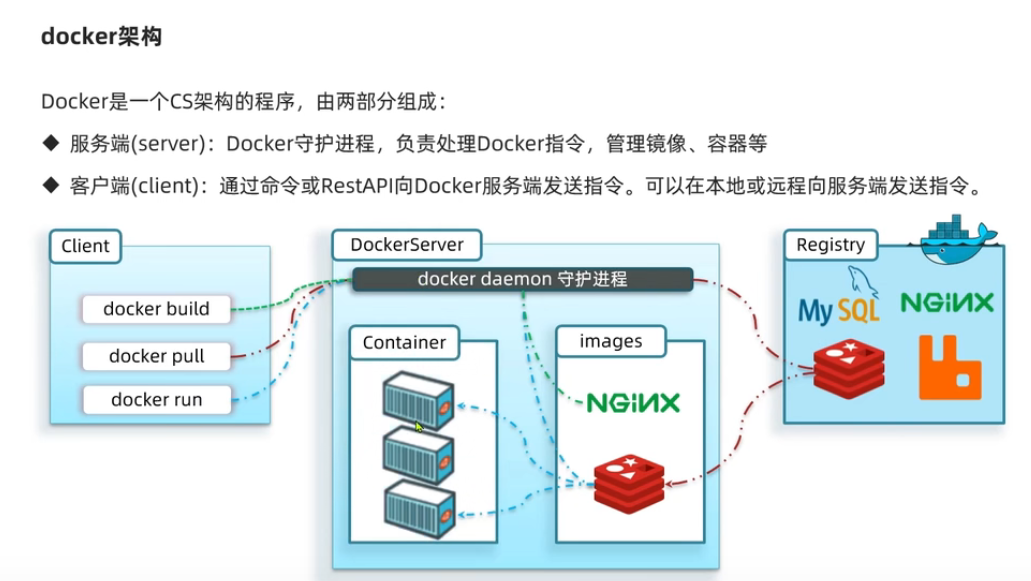 docker架构
Docker是一个CS架构的程序，由两部分组成：
◆ 服务端(server)：Docker守护进程，负责处理Docker指令，管理镜像、容器等
◆ 客户端(client)：通过命令或RestAPI向Docker服务端发送指令。可以在本地或远程向服务端发送指令。
Client
docker build
docker pull
docker run
DockerServer
docker daemon 守护进程
Container
images
NGINX
Registry
MySQL
NGINX